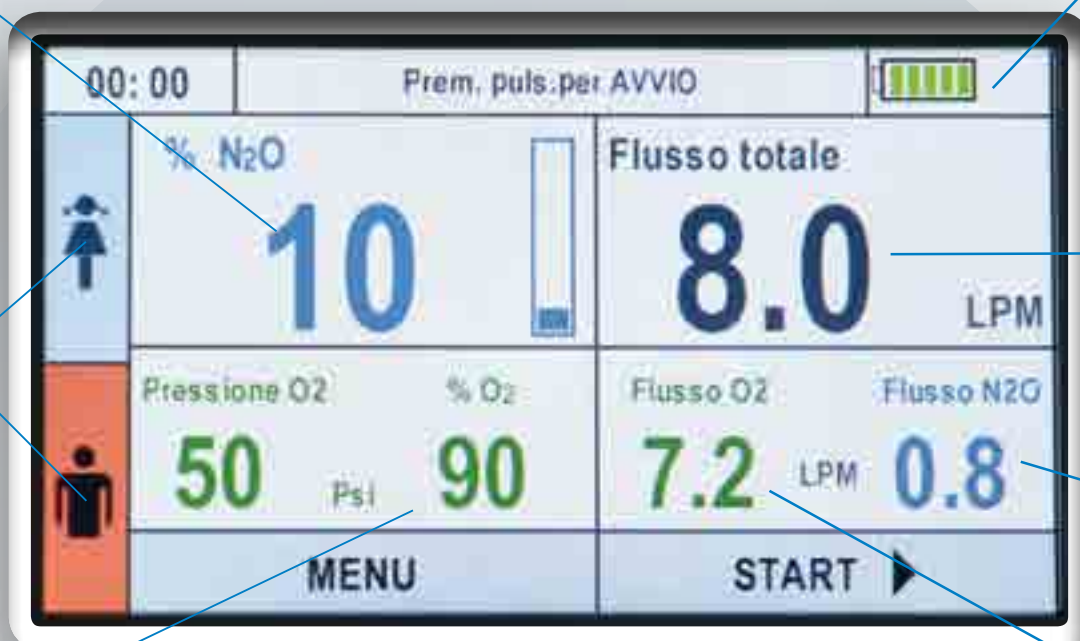 00:00
Prem. puls.per AVVIO
% N2O
10
Flusso totale
8.0
LPM
Pressione O2
% O2
50
Psi
90
Flusso O2
Flusso N2O
7.2
LPM
0.8
MENU
START